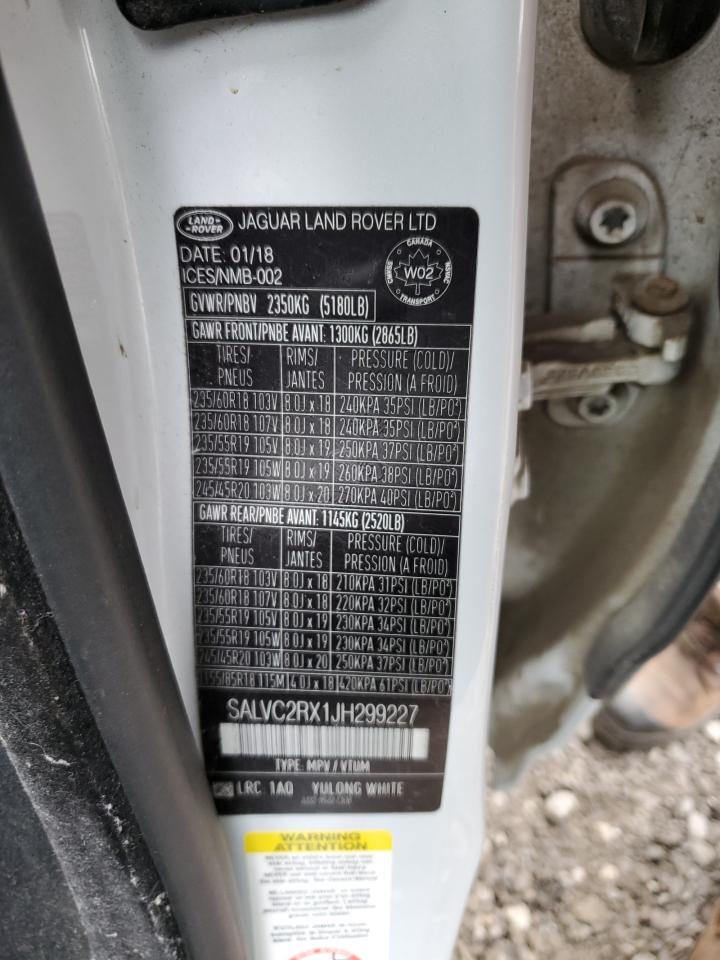 LAND ROVER JAGUAR LAND ROVER LTD
DATE: 01/18
ICES/NMB-002
CANADA
CMFSS W02 NSVAC
TRANSPORT
GVWR/PNBV 2350KG (5180LB)
GAWR FRONT/PNBE AVANT: 1300KG (2865LB)
TIRES/ RIMS/ PRESSURE (COLD)/
PNEUS JANTES PRESSION (A FROID)
235/60R18 103V 8.0J x 18 240KPA 35PSI (LB/PO²)
235/60R18 107V 8.0J x 18 240KPA 35PSI (LB/PO²)
235/55R19 105V 8.0J x 19 250KPA 37PSI (LB/PO²)
235/55R19 105W 8.0J x 19 260KPA 38PSI (LB/PO²)
245/45R20 103W 8.0J x 20 270KPA 40PSI (LB/PO²)
GAWR REAR/PNBE AVANT: 1145KG (2520LB)
TIRES/ RIMS/ PRESSURE (COLD)/
PNEUS JANTES PRESSION (A FROID)
235/60R18 103V 8.0J x 18 210KPA 31PSI (LB/PO²)
235/60R18 107V 8.0J x 18 220KPA 32PSI (LB/PO²)
235/55R19 105V 8.0J x 19 230KPA 34PSI (LB/PO²)
235/55R19 105W 8.0J x 19 230KPA 34PSI (LB/PO²)
245/45R20 103W 8.0J x 20 250KPA 37PSI (LB/PO²)
T155/85R18 115M 4.0J x 18 420KPA 61PSI (LB/PO²)
SALVC2RX1JH299227
TYPE: MPV / VTUM
LRC 1AQ YULONG WHITE
WARNING
ATTENTION